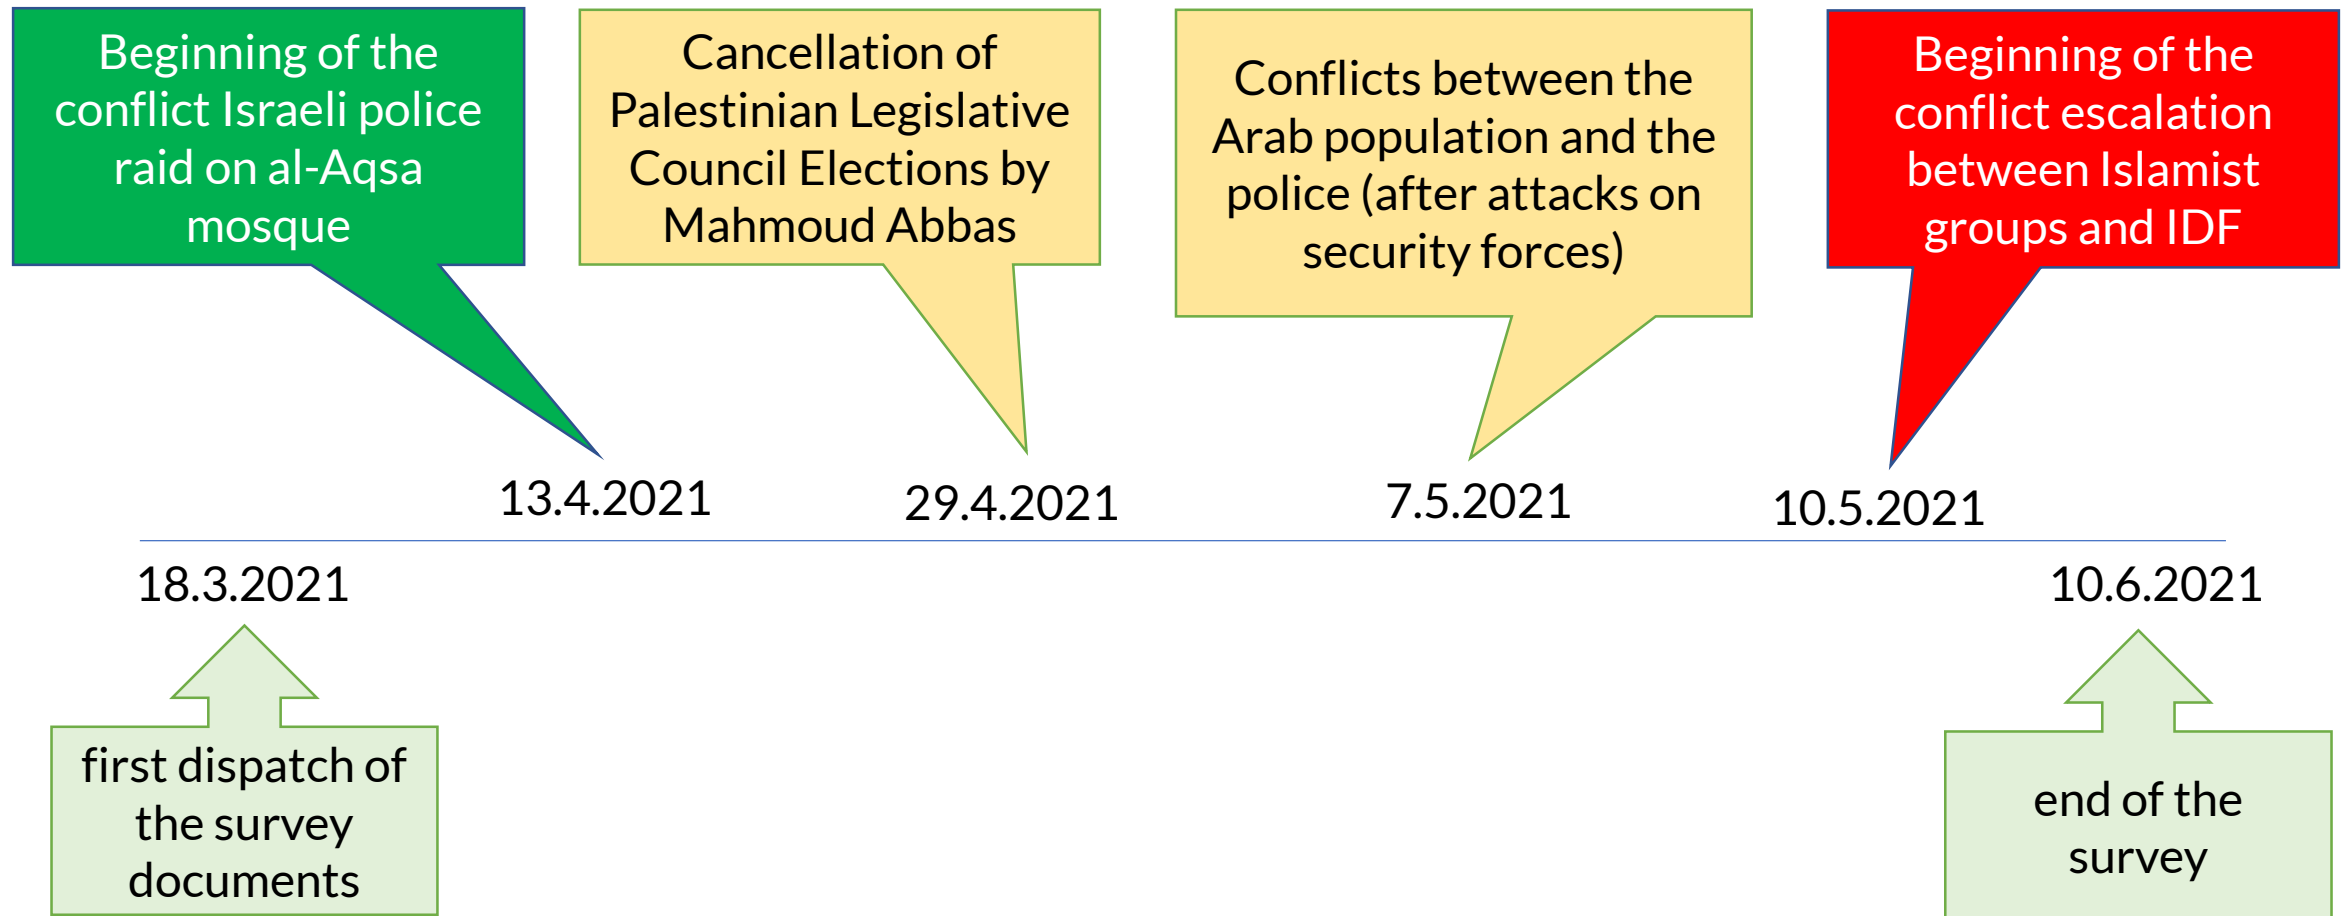 Beginning of the
conflict Israeli police
raid on al-Aqsa
mosque
Cancellation of
Palestinian Legislative
Council Elections by
Mahmoud Abbas
Conflicts between the
Arab population and the
police (after attacks on
security forces)
Beginning of the
conflict escalation
between Islamist
groups and IDF
13.4.2021
29.4.2021
7.5.2021
10.5.2021
18.3.2021
10.6.2021
first dispatch of
the survey
documents
end of the
survey